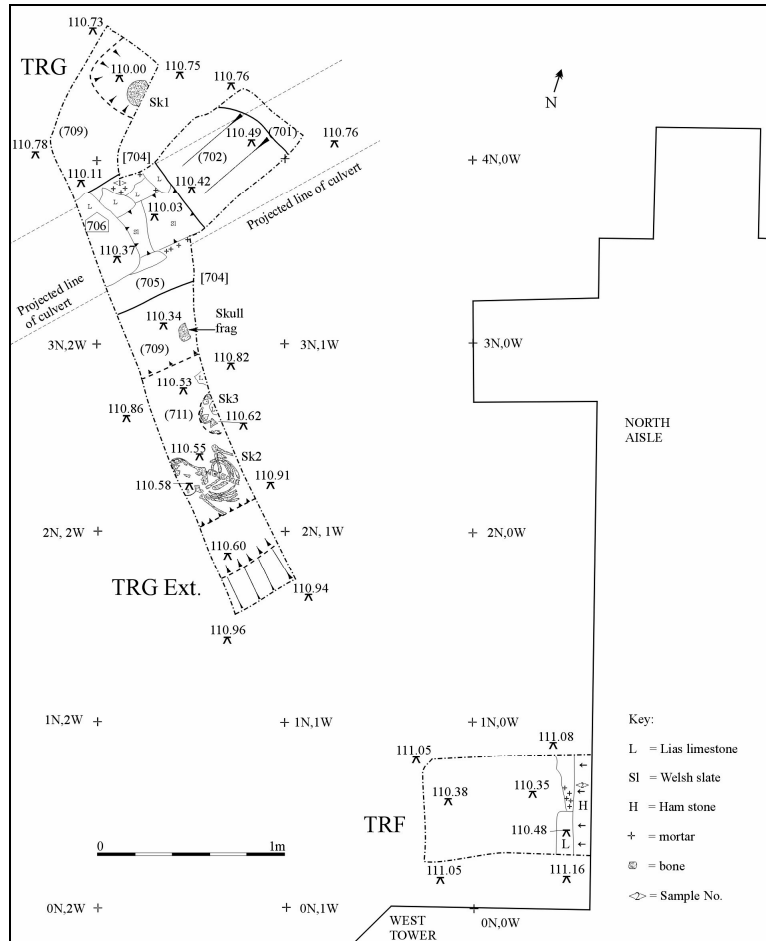 110.73
TRG
110.00
110.75
110.76
Sk1
(709)
110.49
(701)
110.76
110.78
[704]
(702)
4N,0W
110.11
2
110.42
L
L
L
110.03
Projected line of culvert
706
Sl
Sl
110.37
N
Projected line
of culvert
(705)
[704]
110.34
Skull
frag
3N,2W
3N,1W
3N,0W
(709)
110.82
110.53
L
Sk3
110.86
(711)
110.62
NORTH
AISLE
110.55
Sk2
110.58
110.91
2N, 2W
2N, 1W
2N,0W
110.60
TRG Ext.
110.94
110.96
1N,2W
1N,1W
1N,0W
Key:
111.08
111.05
L = Lias limestone
Sl = Welsh slate
110.38
110.35
2
H
H = Ham stone
TRF
110.48
L
+ = mortar
0
1m
= bone
111.05
111.16
2 = Sample No.
0N,2W
0N,1W
WEST
TOWER
0N,0W